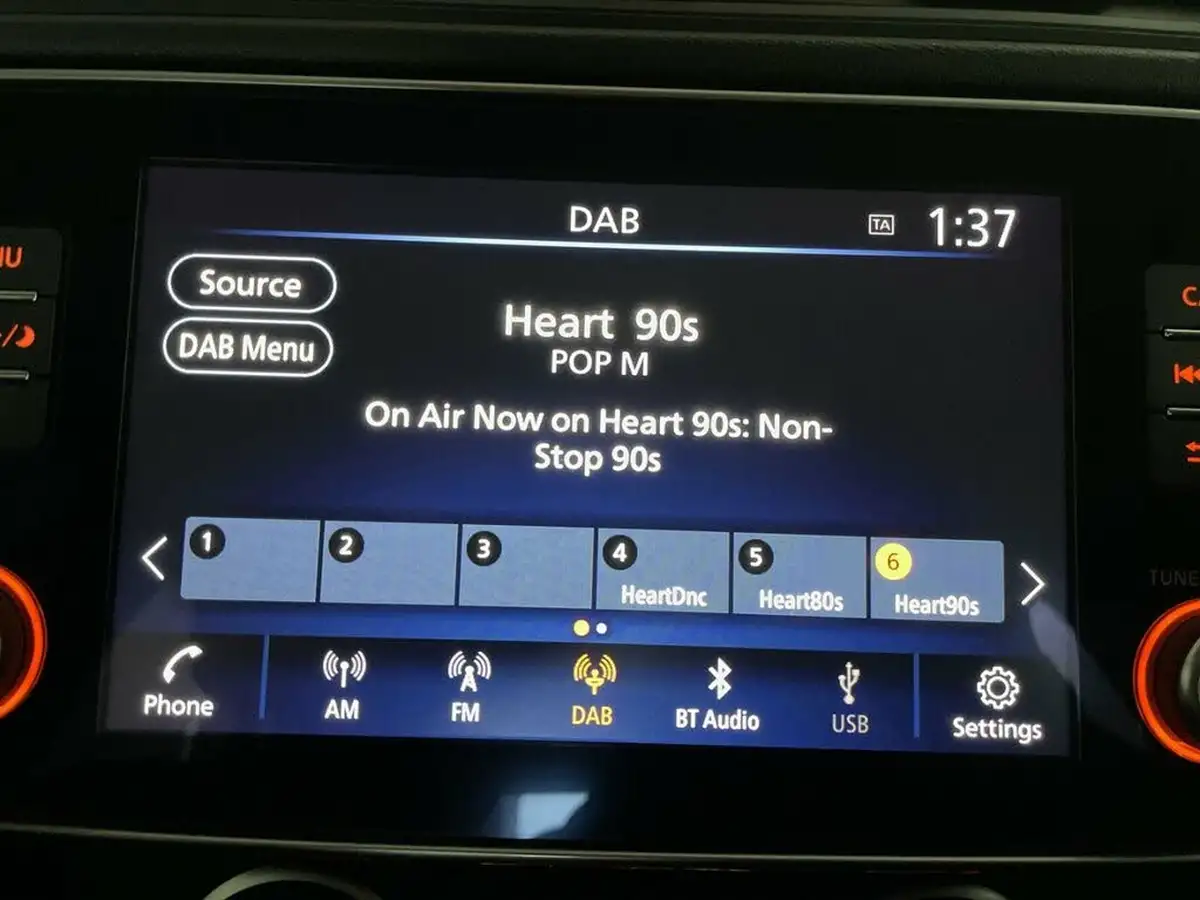 DAB
TA
1:37
Source
DAB Menu
Heart 90s
POP M
On Air Now on Heart 90s: Non-
Stop 90s
1
2
3
4
5
6
HeartDnc
Heart80s
Heart90s
Phone
AM
FM
DAB
BT Audio
USB
Settings
TUNE